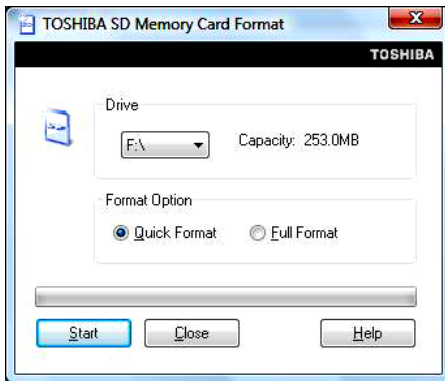 TOSHIBA SD Memory Card Format
TOSHIBA
Drive
F:\ Capacity: 253.0MB
Format Option
Quick Format Full Format
Start Close Help